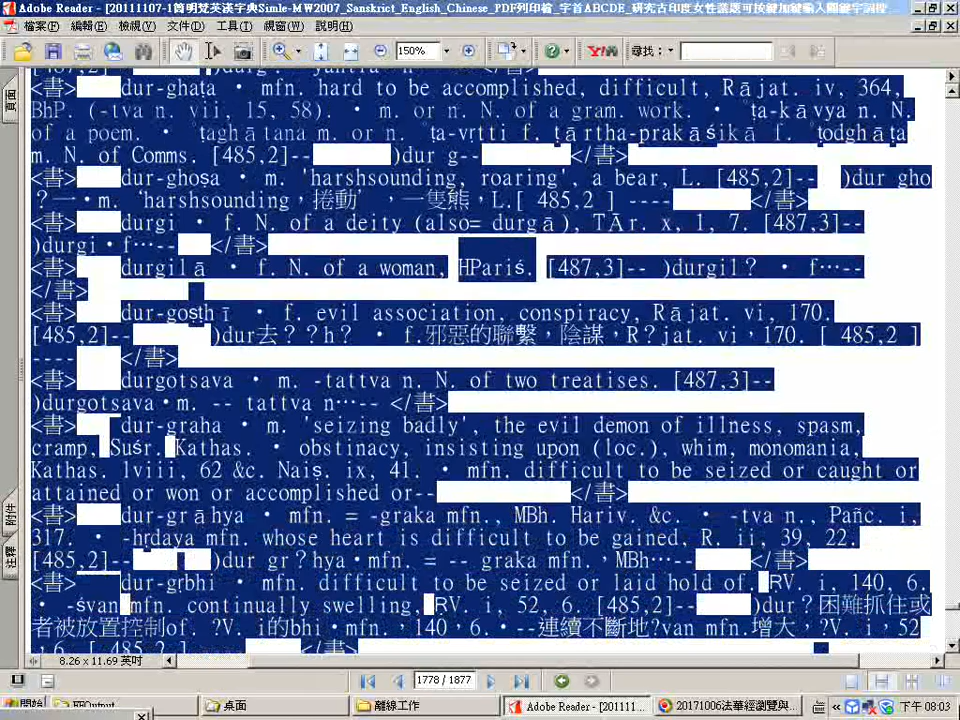 Adobe Reader - [20111107-1簡明梵英漢字典Simle-MW2007_Sanskrict_English_Chinese_PDF列印檔_字首ABCDE_研究古印度女性議題可按鍵輸入關鍵字詞
檔案(F) 編輯(E) 檢視(V) 文件(D) 工具(T) 視窗(W) 說明(H)
150% 尋找:
<書> dur-ghaṭa • mfn. hard to be accomplished, difficult, Rājat. iv, 364,
BhP. (-tva n. vii, 15, 58). • m. or n. N. of a gram. work. • °ṭa-kāvya n. N.
of a poem. • °ṭaghātana m. or n. °ṭa-vṛtti f. ṭārtha-prakāśikā f. °ṭodghāṭa
m. N. of Comms. [485,2]-- )dur g-- </書>
<書> dur-ghoṣa • m. 'harshsounding, roaring', a bear, L. [485,2]-- )dur gho
？一•m. 'harshsounding，捲動'，一隻熊，L.[ 485,2 ] ---- </書>
<書> durgi • f. N. of a deity (also= durgā), TĀr. x, 1, 7. [487,3]--
)durgi•f…-- </書>
<書> durgilā • f. N. of a woman, HPariś. [487,3]-- )durgil？ • f…--
</書>
<書> dur-goṣṭhī • f. evil association, conspiracy, Rājat. vi, 170.
[485,2]-- )dur去？？h？ • f.邪惡的聯繫，陰謀，R？jat. vi，170. [ 485,2 ]
---- </書>
<書> durgotsava • m. -tattva n. N. of two treatises. [487,3]--
)durgotsava•m. -- tattva n…-- </書>
<書> dur-graha • m. 'seizing badly', the evil demon of illness, spasm,
cramp, Suśr. Kathas. • obstinacy, insisting upon (loc.), whim, monomania,
Kathas. lviii, 62 &c. Naiṣ. ix, 41. • mfn. difficult to be seized or caught or
attained or won or accomplished or-- </書>
<書> dur-grāhya • mfn. = -graka mfn., MBh. Hariv. &c. • -tva n., Pañc. i,
317. • -hṛdaya mfn. whose heart is difficult to be gained, R. ii, 39, 22.
[485,2]-- )dur gr？hya•mfn. = -- graka mfn.，MBh…-- </書>
<書> dur-gṛbhi • mfn. difficult to be seized or laid hold of, RV. i, 140, 6.
• -śvan mfn. continually swelling, RV. i, 52, 6. [485,2]-- )dur？困難抓住或
者被放置控制of. ?V. i的bhi•mfn.，140，6.•--連續不斷地?van mfn.增大，?V. i，52
，6. [ 485,2 ] ---- </書>
頁面
附件
註釋
8.26 x 11.69 英吋
1778 / 1877
開始 桌面 離線工作 Adobe Reader - [201111... 20171006法華經瀏覽與... 下午 08:03